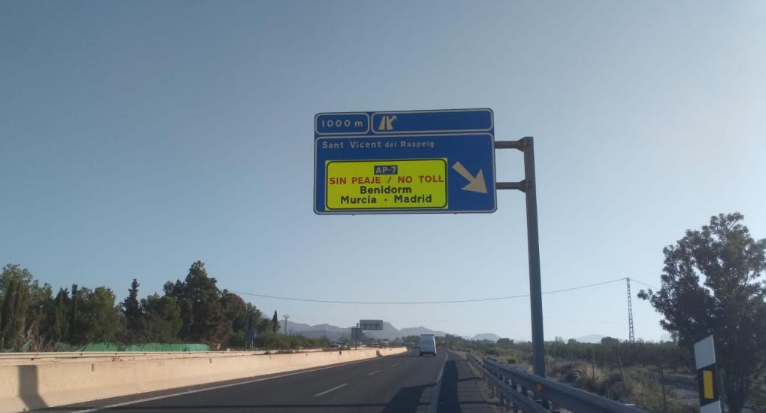 1000 m
Sant Vicent del Raspeig
AP-7
SIN PEAJE / NO TOLL
Benidorm
Murcia - Madrid